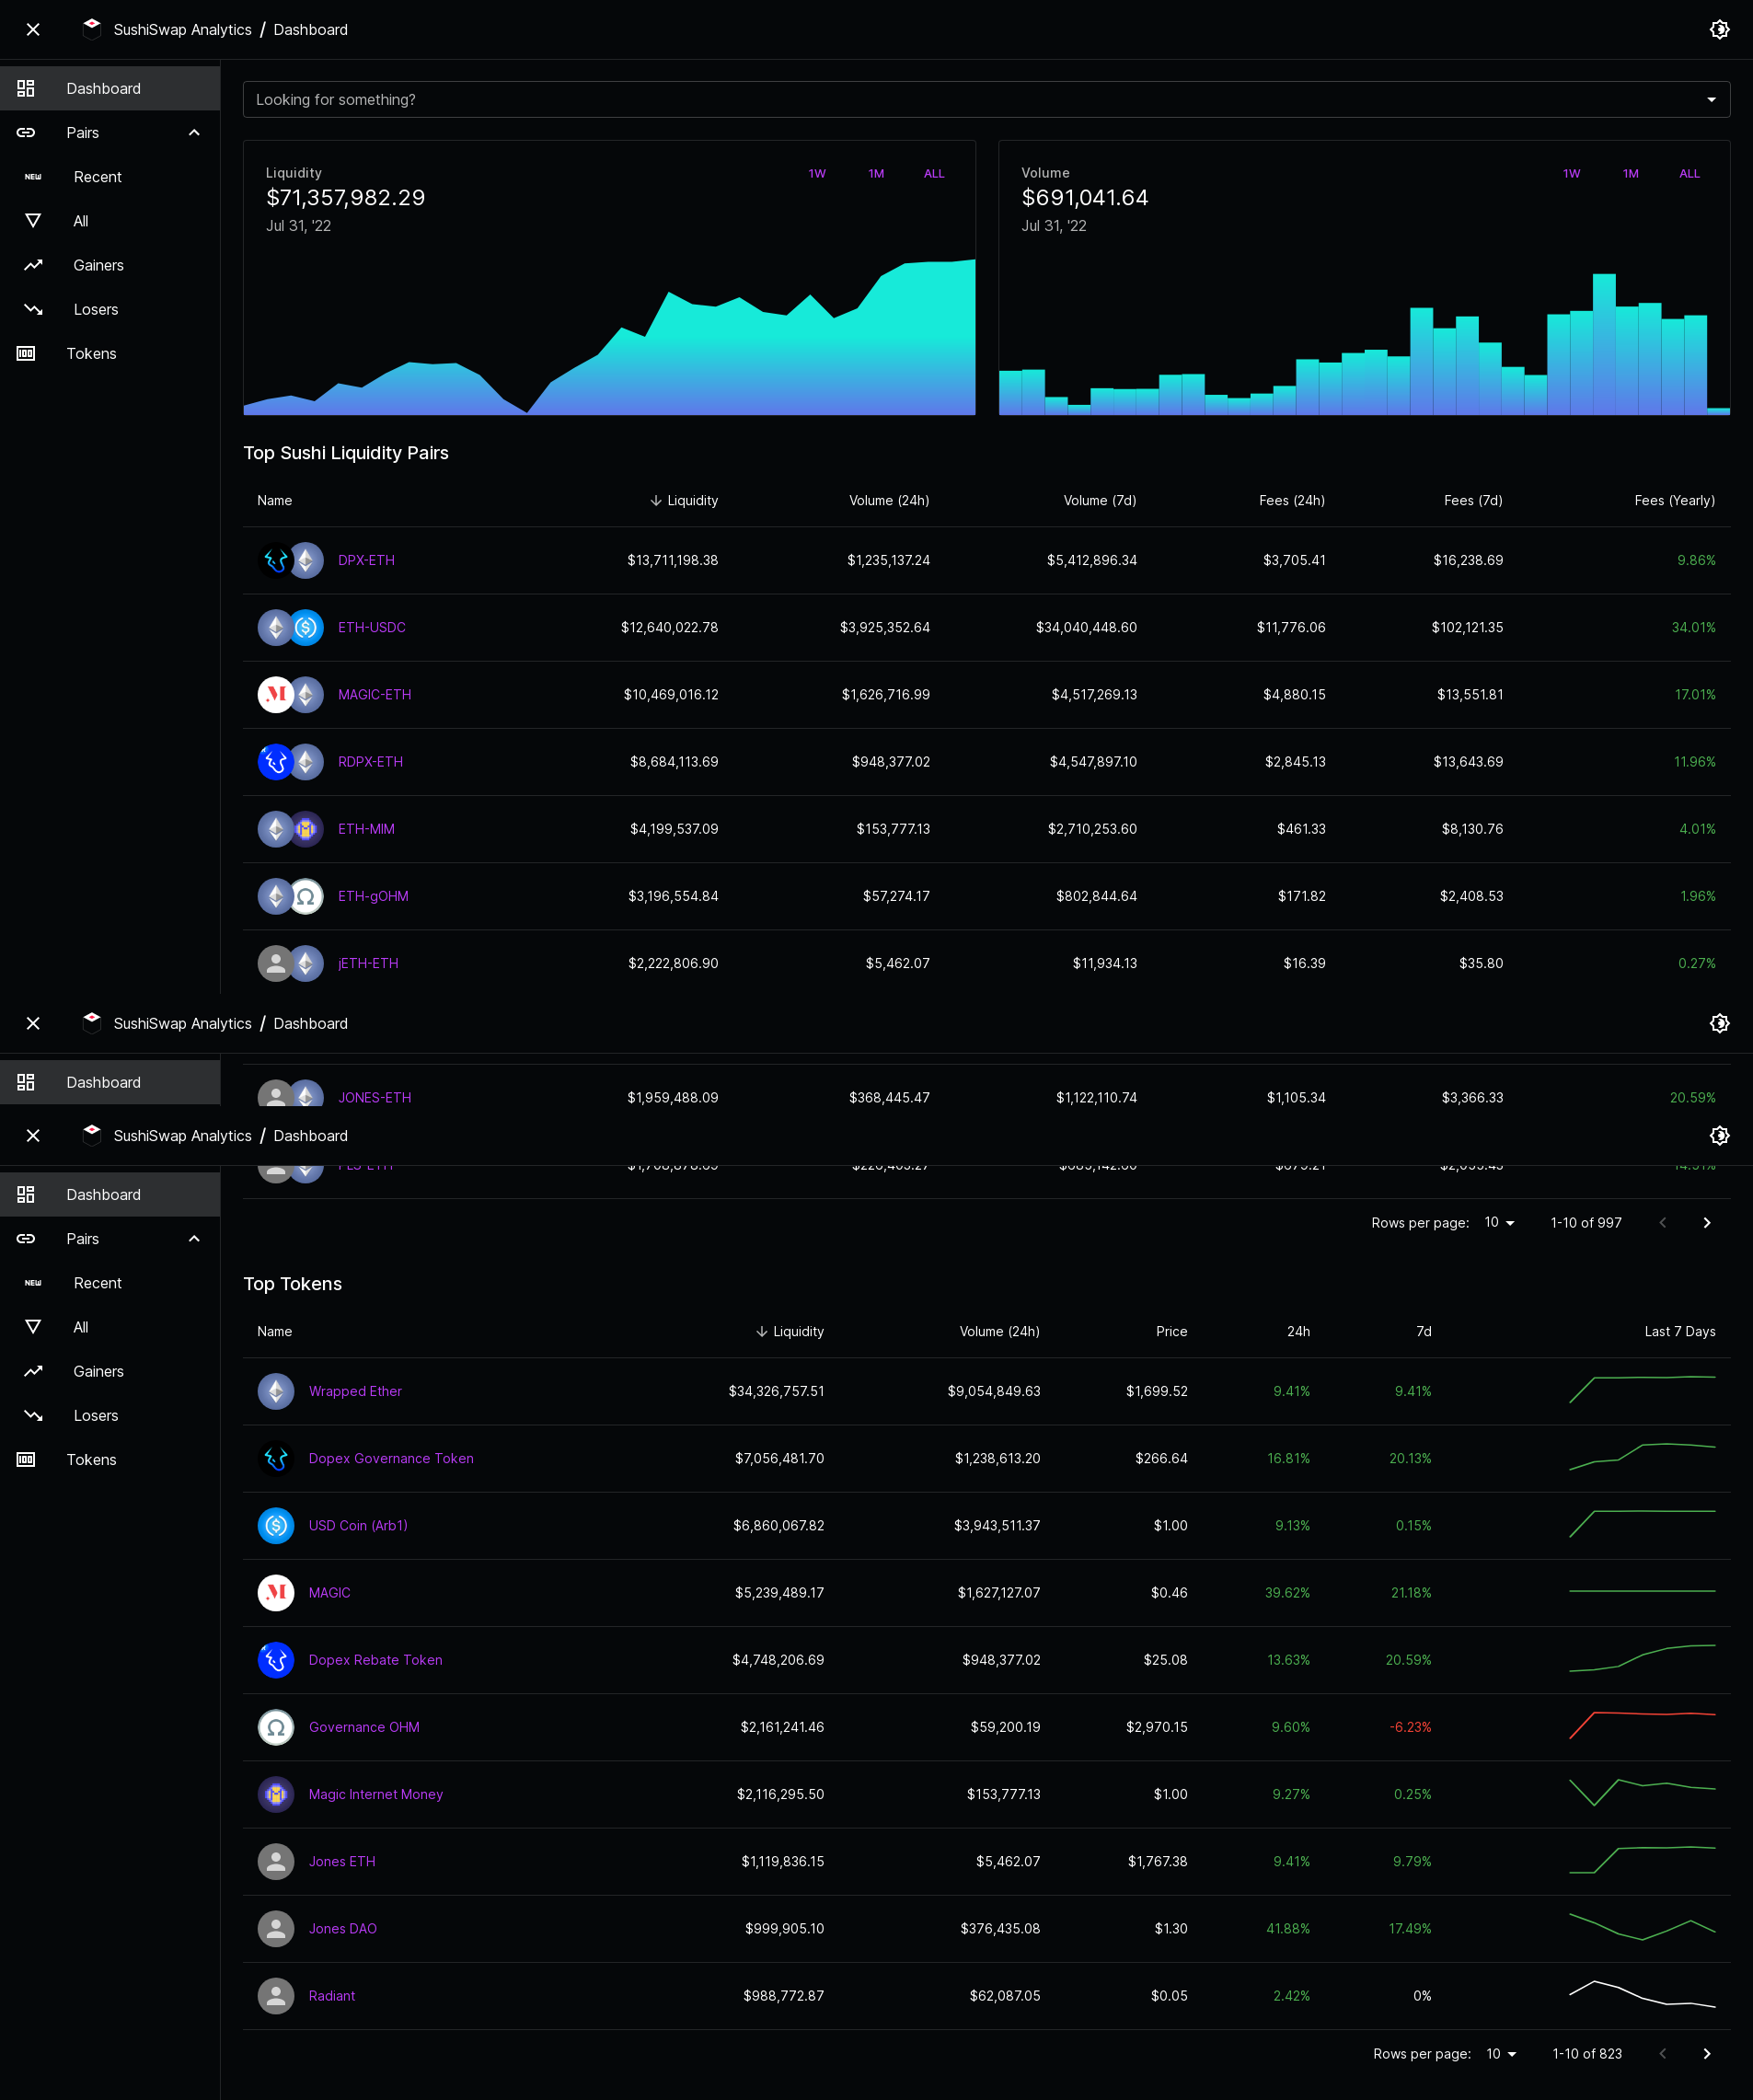 SushiSwap Analytics / Dashboard
Dashboard
Pairs
NEW Recent
All
Gainers
Losers
Tokens
Looking for something?
Liquidity 1W 1M ALL
$71,357,982.29
Jul 31, '22
Volume 1W 1M ALL
$691,041.64
Jul 31, '22
Top Sushi Liquidity Pairs
Name Liquidity Volume (24h) Volume (7d) Fees (24h) Fees (7d) Fees (Yearly)
DPX-ETH $13,711,198.38 $1,235,137.24 $5,412,896.34 $3,705.41 $16,238.69 9.86%
ETH-USDC $12,640,022.78 $3,925,352.64 $34,040,448.60 $11,776.06 $102,121.35 34.01%
MAGIC-ETH $10,469,016.12 $1,626,716.99 $4,517,269.13 $4,880.15 $13,551.81 17.01%
RDPX-ETH $8,684,113.69 $948,377.02 $4,547,897.10 $2,845.13 $13,643.69 11.96%
ETH-MIM $4,199,537.09 $153,777.13 $2,710,253.60 $461.33 $8,130.76 4.01%
ETH-gOHM $3,196,554.84 $57,274.17 $802,844.64 $171.82 $2,408.53 1.96%
jETH-ETH $2,222,806.90 $5,462.07 $11,934.13 $16.39 $35.80 0.27%
SushiSwap Analytics / Dashboard
Dashboard
JONES-ETH $1,959,488.09 $368,445.47 $1,122,110.74 $1,105.34 $3,366.33 20.59%
SushiSwap Analytics / Dashboard
Dashboard
Pairs
NEW Recent
All
Gainers
Losers
Tokens
Rows per page: 10 1-10 of 997
Top Tokens
Name Liquidity Volume (24h) Price 24h 7d Last 7 Days
Wrapped Ether $34,326,757.51 $9,054,849.63 $1,699.52 9.41% 9.41%
Dopex Governance Token $7,056,481.70 $1,238,613.20 $266.64 16.81% 20.13%
USD Coin (Arb1) $6,860,067.82 $3,943,511.37 $1.00 9.13% 0.15%
MAGIC $5,239,489.17 $1,627,127.07 $0.46 39.62% 21.18%
Dopex Rebate Token $4,748,206.69 $948,377.02 $25.08 13.63% 20.59%
Governance OHM $2,161,241.46 $59,200.19 $2,970.15 9.60% -6.23%
Magic Internet Money $2,116,295.50 $153,777.13 $1.00 9.27% 0.25%
Jones ETH $1,119,836.15 $5,462.07 $1,767.38 9.41% 9.79%
Jones DAO $999,905.10 $376,435.08 $1.30 41.88% 17.49%
Radiant $988,772.87 $62,087.05 $0.05 2.42% 0%
Rows per page: 10 1-10 of 823